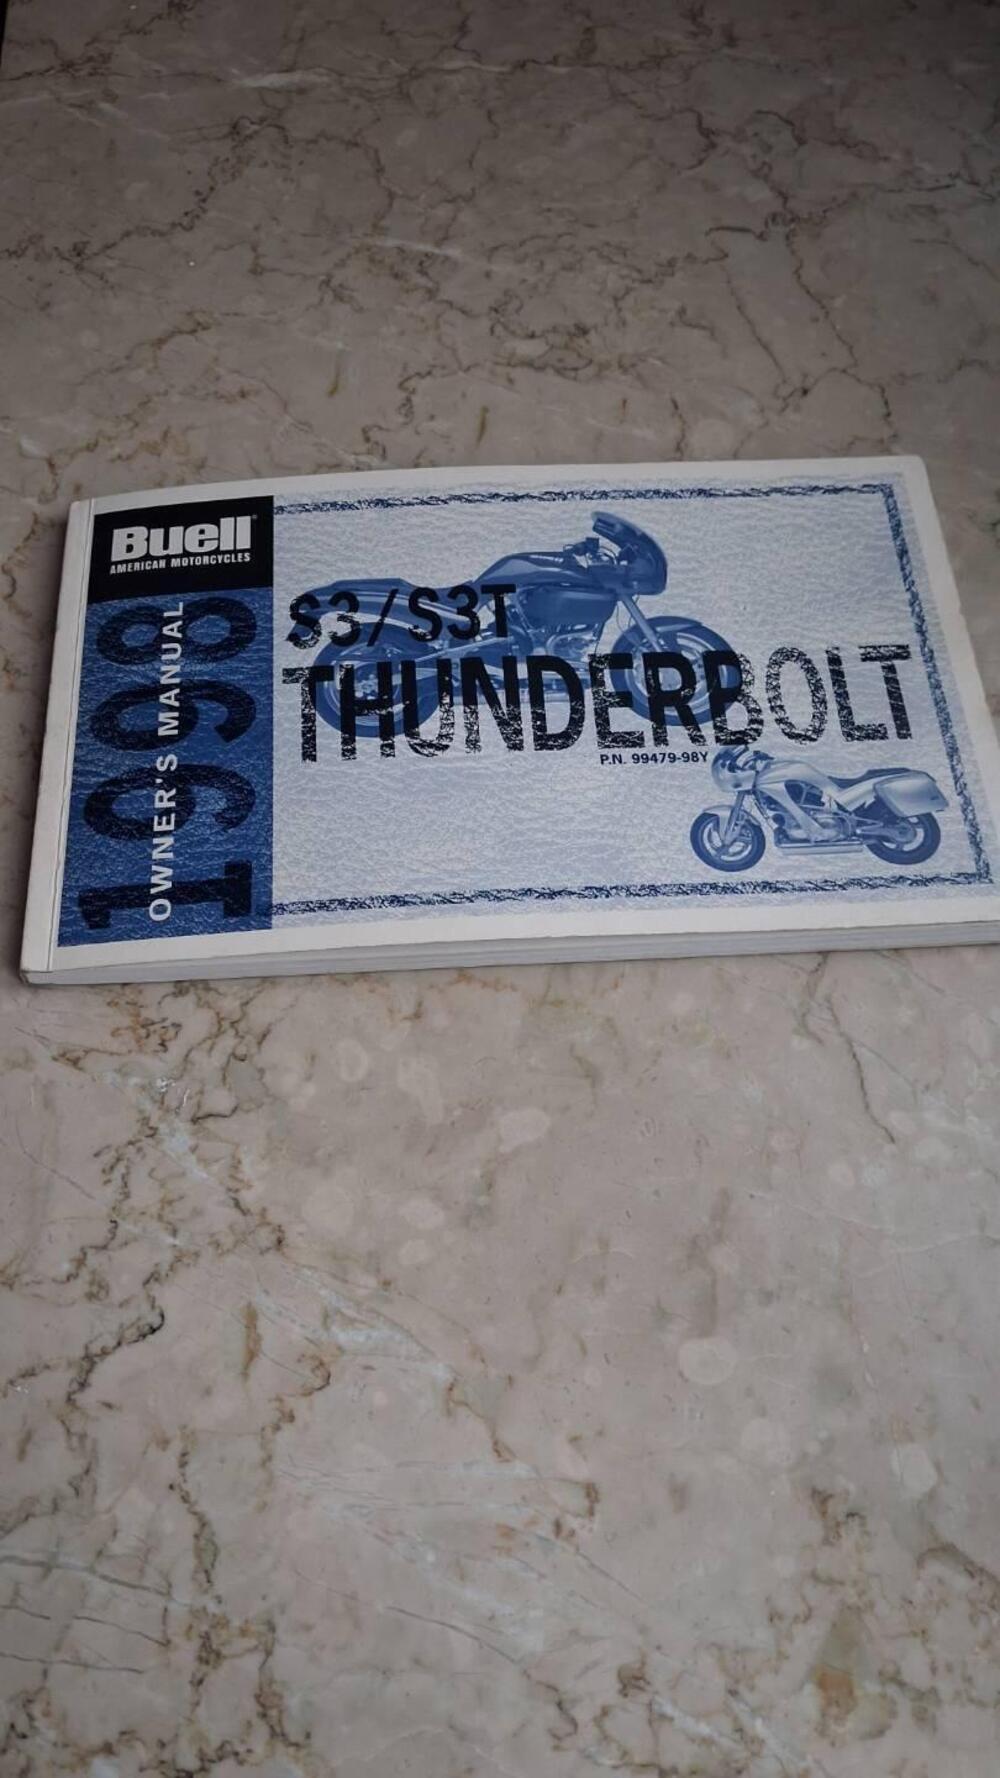 Buell®
AMERICAN MOTORCYCLES
1998
OWNER'S MANUAL
S3/S3T
THUNDERBOLT
P.N. 99479-98Y